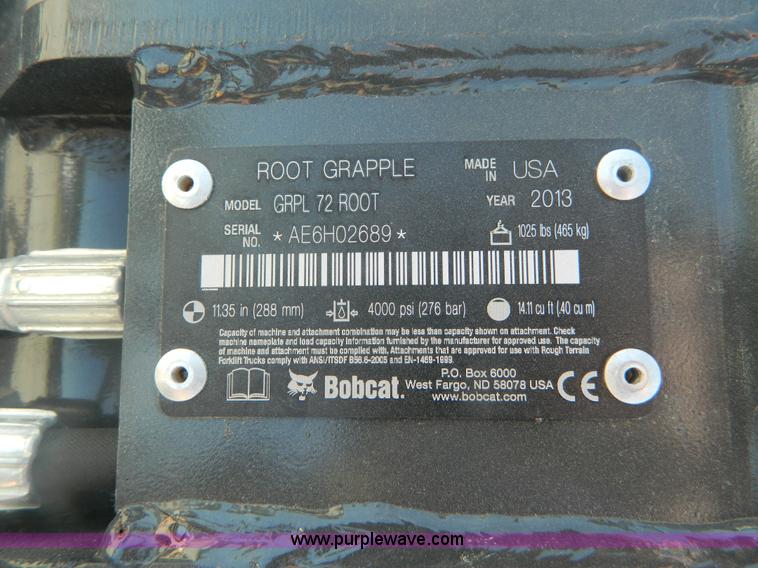 ROOT GRAPPLE MADE IN USA
MODEL GRPL 72 ROOT YEAR 2013
SERIAL NO. *AE6H02689* 1025 lbs (465 kg)
11.35 in (288 mm) 4000 psi (276 bar) 14.11 cu ft (.40 cu m)
Capacity of machine and attachment combination may be less than capacity shown on attachment. Check
machine nameplate and load capacity information furnished by the manufacturer for approved use. The capacity
of machine and attachment must be complied with. Attachments that are approved for use with Rough Terrain
Forklift Trucks comply with ANSI/ITSDF B56.6-2005 and EN-1459-1999.
Bobcat. P.O. Box 6000
West Fargo, ND 58078 USA
www.bobcat.com
CE
www.purplewave.com